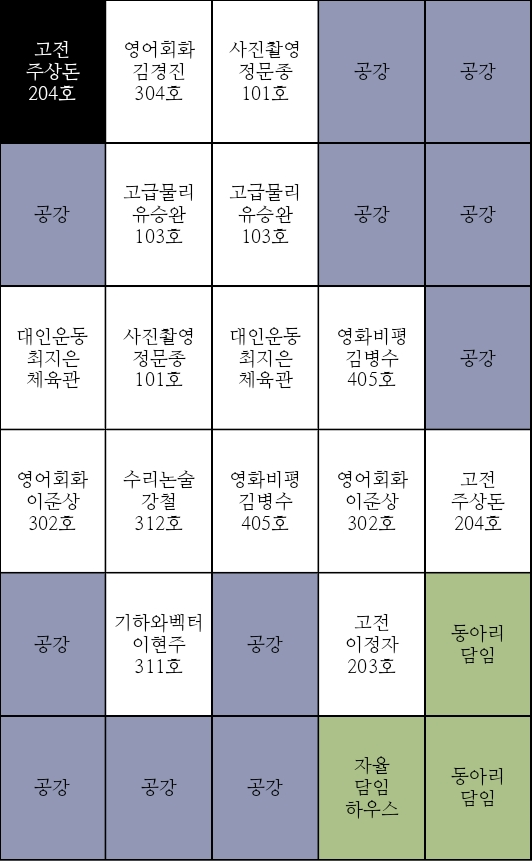 고전
주상돈
204호
영어회화
김경진
304호
사진촬영
정문종
101호
공강
공강
공강
고급물리
유승완
103호
고급물리
유승완
103호
공강
공강
대인운동
최지은
체육관
사진촬영
정문종
101호
대인운동
최지은
체육관
영화비평
김병수
405호
공강
영어회화
이준상
302호
수리논술
강철
312호
영화비평
김병수
405호
영어회화
이준상
302호
고전
주상돈
204호
공강
기하와벡터
이현주
311호
공강
고전
이정자
203호
동아리
담임
공강
공강
공강
자율
담임
하우스
동아리
담임